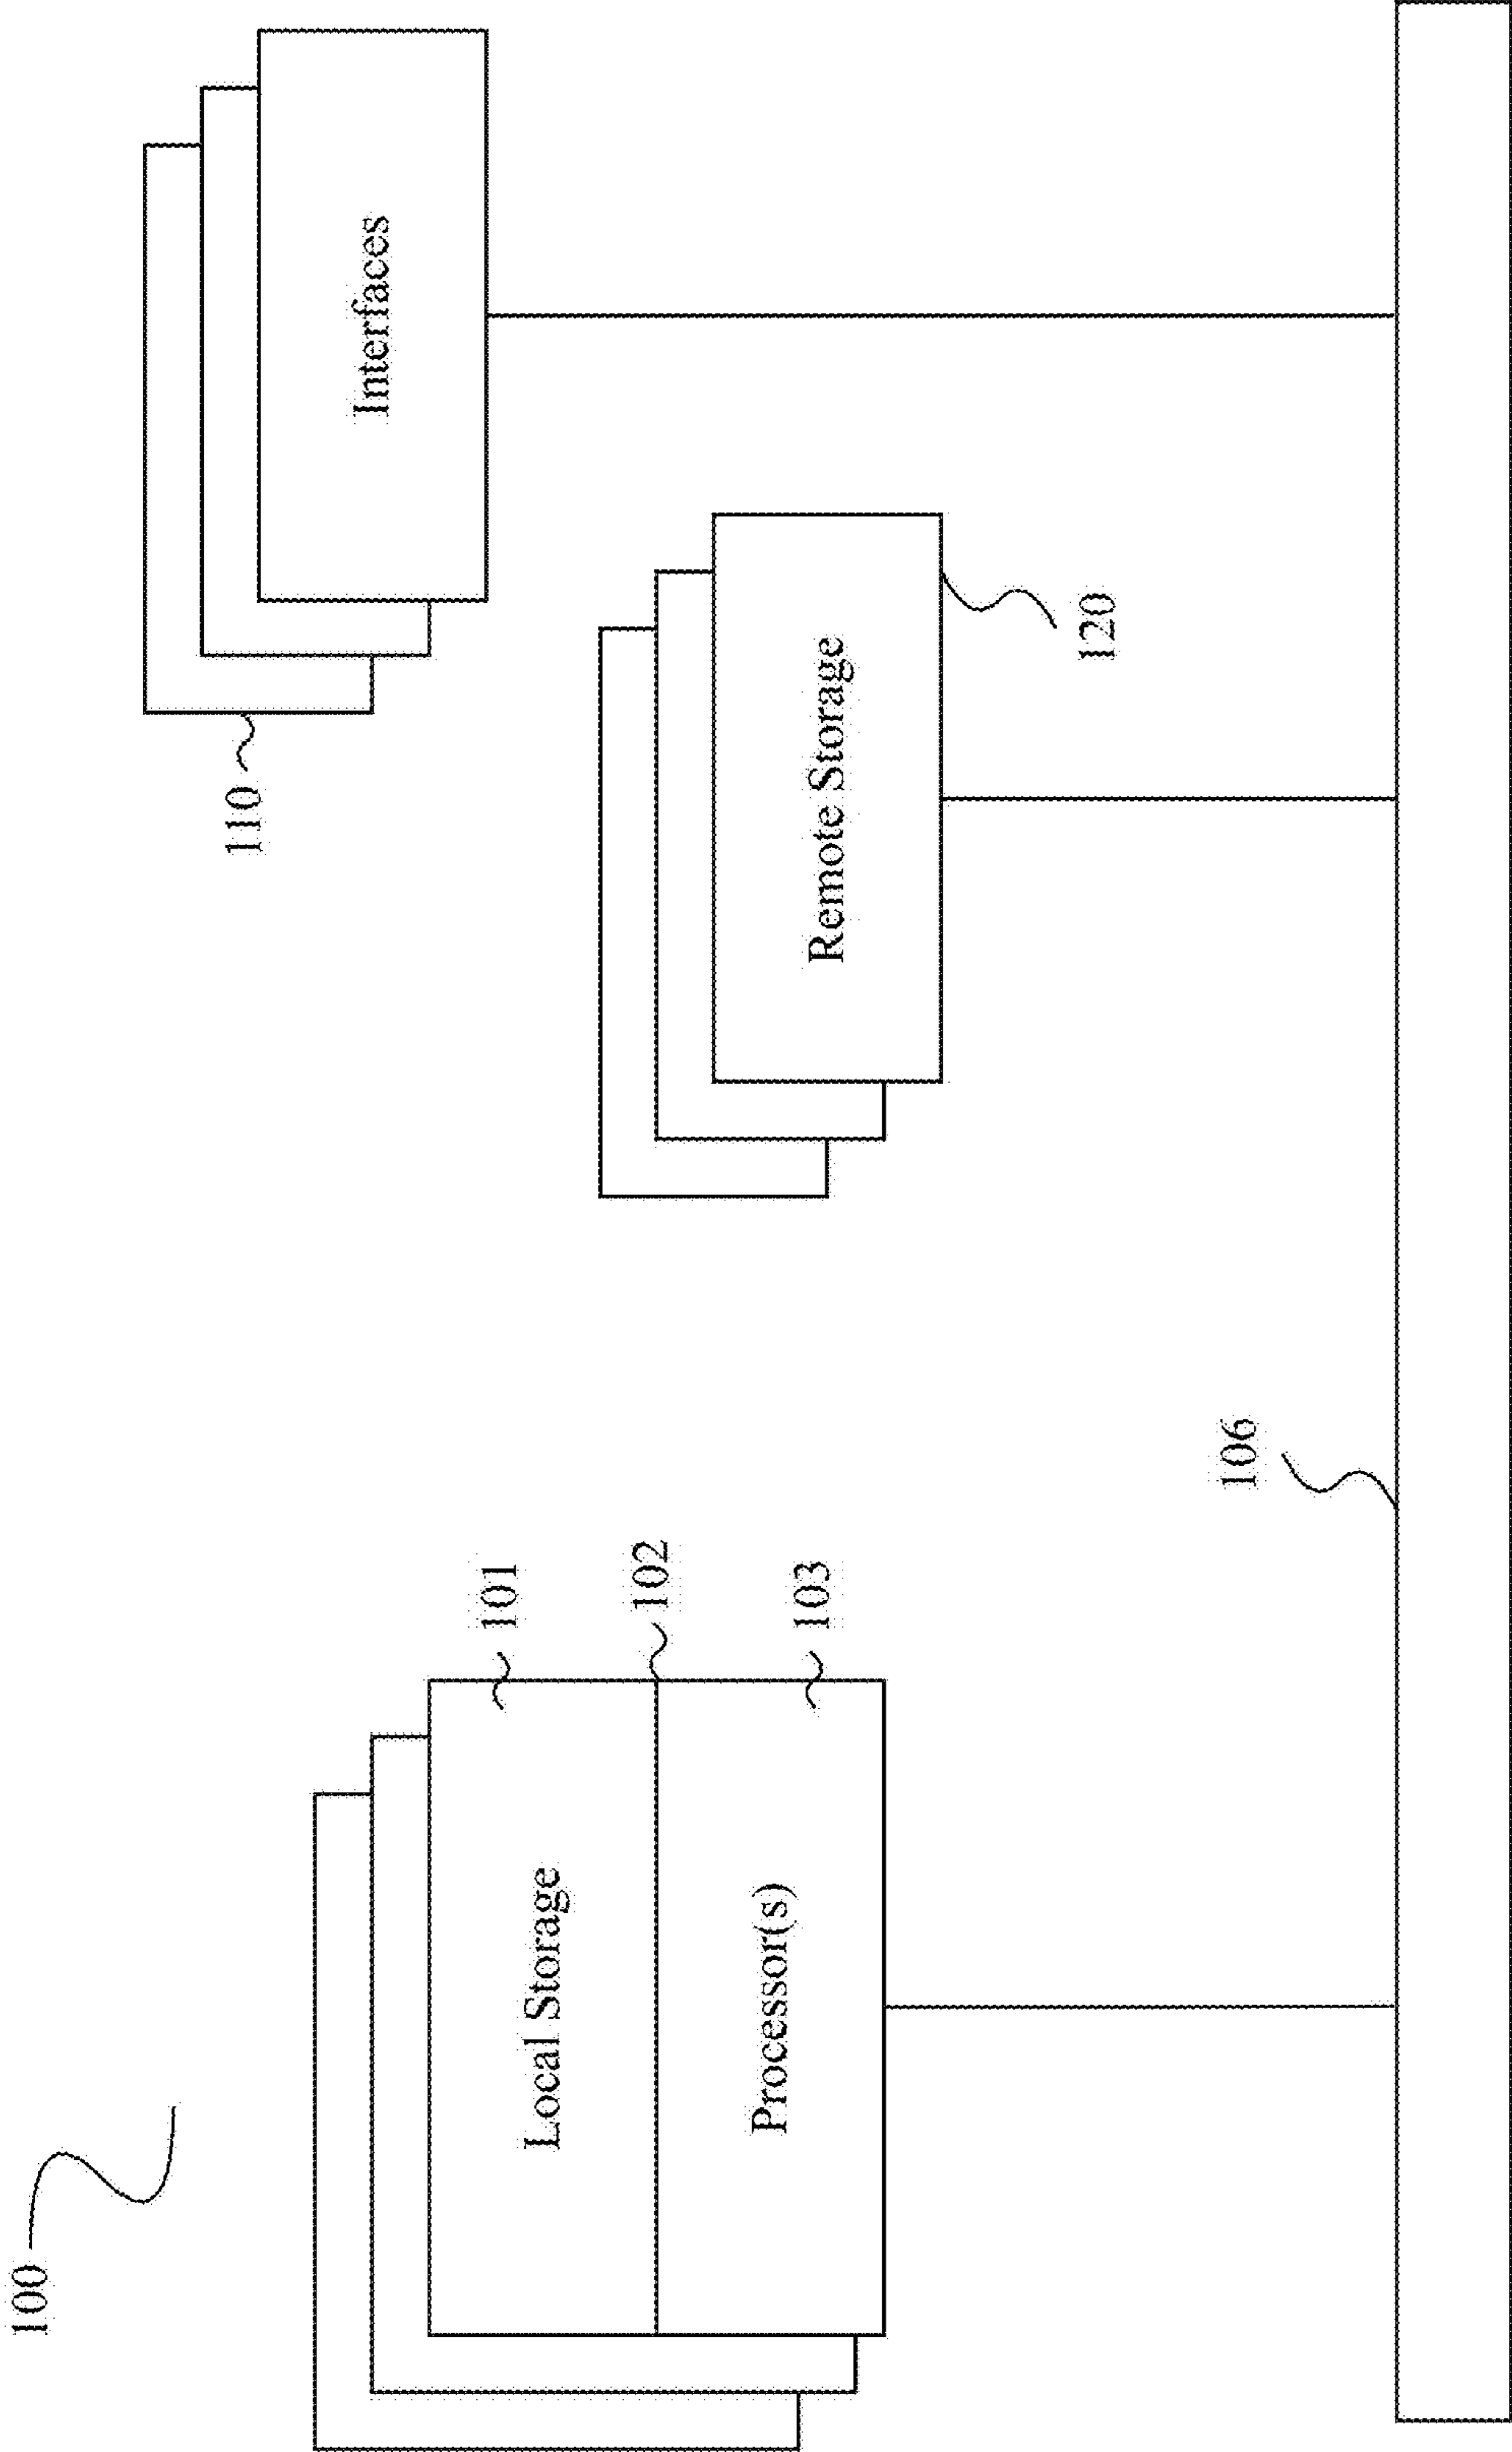 100
Local Storage
101
102
Processor(s)
103
106
Remote Storage
120
110
Interfaces